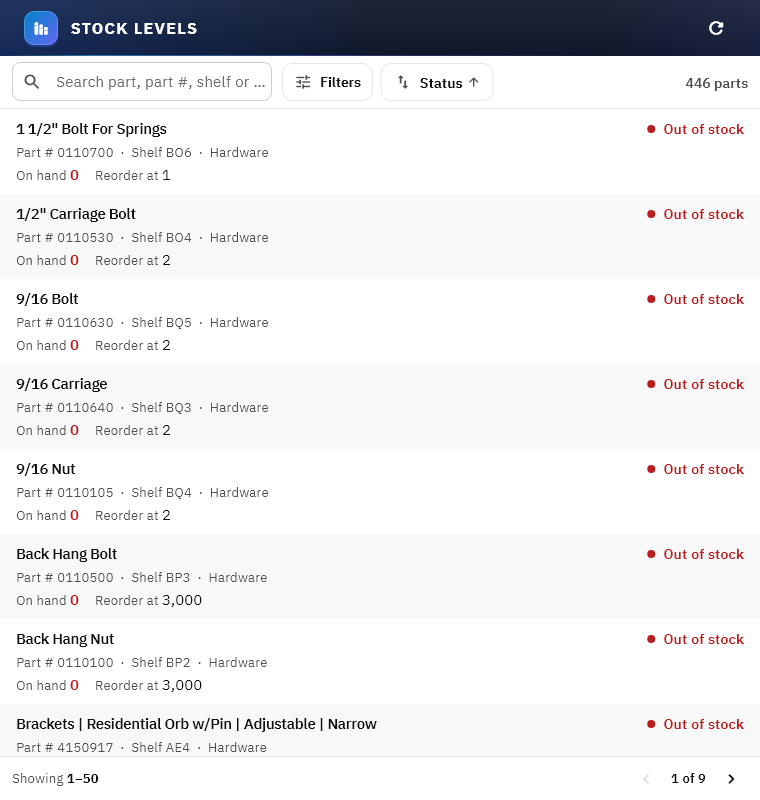 STOCK LEVELS
Search part, part #, shelf or ...
Filters
Status ↑
446 parts
1 1/2" Bolt For Springs
Out of stock
Part # 0110700 · Shelf BO6 · Hardware
On hand 0 Reorder at 1
1/2" Carriage Bolt
Out of stock
Part # 0110530 · Shelf BO4 · Hardware
On hand 0 Reorder at 2
9/16 Bolt
Out of stock
Part # 0110630 · Shelf BQ5 · Hardware
On hand 0 Reorder at 2
9/16 Carriage
Out of stock
Part # 0110640 · Shelf BQ3 · Hardware
On hand 0 Reorder at 2
9/16 Nut
Out of stock
Part # 0110105 · Shelf BQ4 · Hardware
On hand 0 Reorder at 2
Back Hang Bolt
Out of stock
Part # 0110500 · Shelf BP3 · Hardware
On hand 0 Reorder at 3,000
Back Hang Nut
Out of stock
Part # 0110100 · Shelf BP2 · Hardware
On hand 0 Reorder at 3,000
Brackets | Residential Orb w/Pin | Adjustable | Narrow
Out of stock
Part # 4150917 · Shelf AE4 · Hardware
Showing 1–50
1 of 9